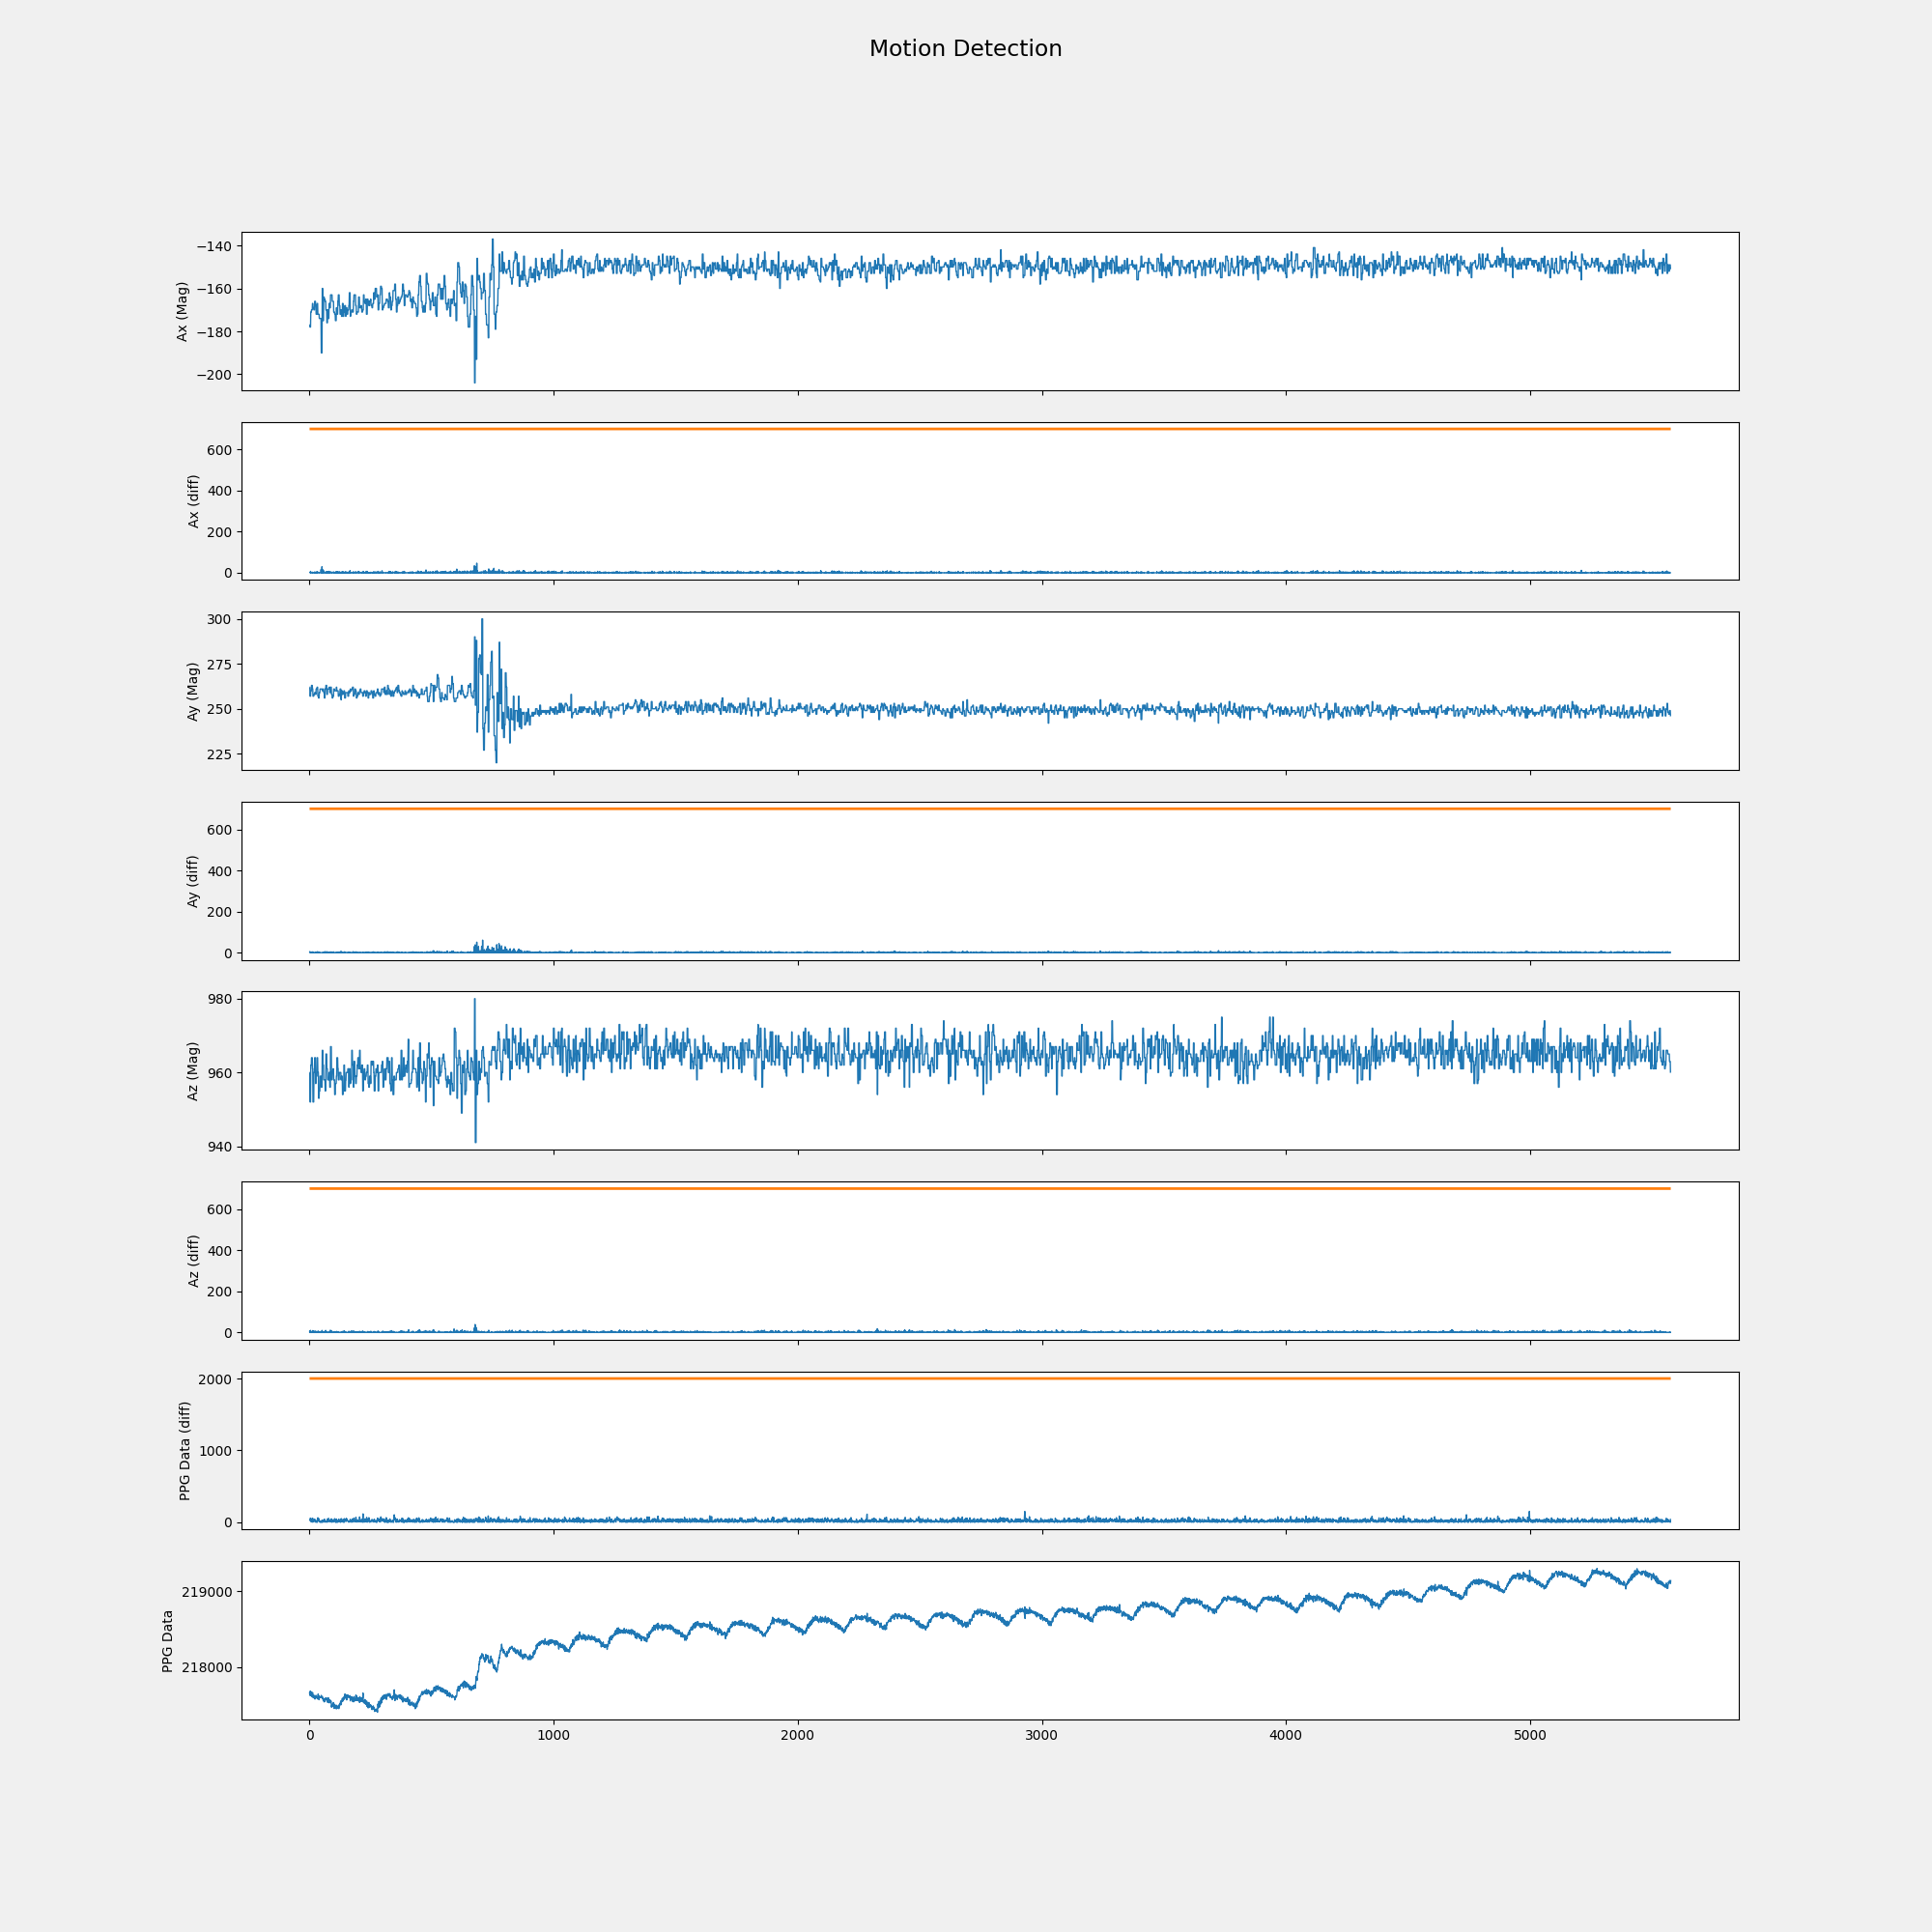 Motion Detection
Ax (Mag)
−140
−160
−180
−200
Ax (diff)
600
400
200
0
Ay (Mag)
300
275
250
225
Ay (diff)
600
400
200
0
Az (Mag)
980
960
940
Az (diff)
600
400
200
0
PPG Data (diff)
2000
1000
0
PPG Data
219000
218000
0 1000 2000 3000 4000 5000